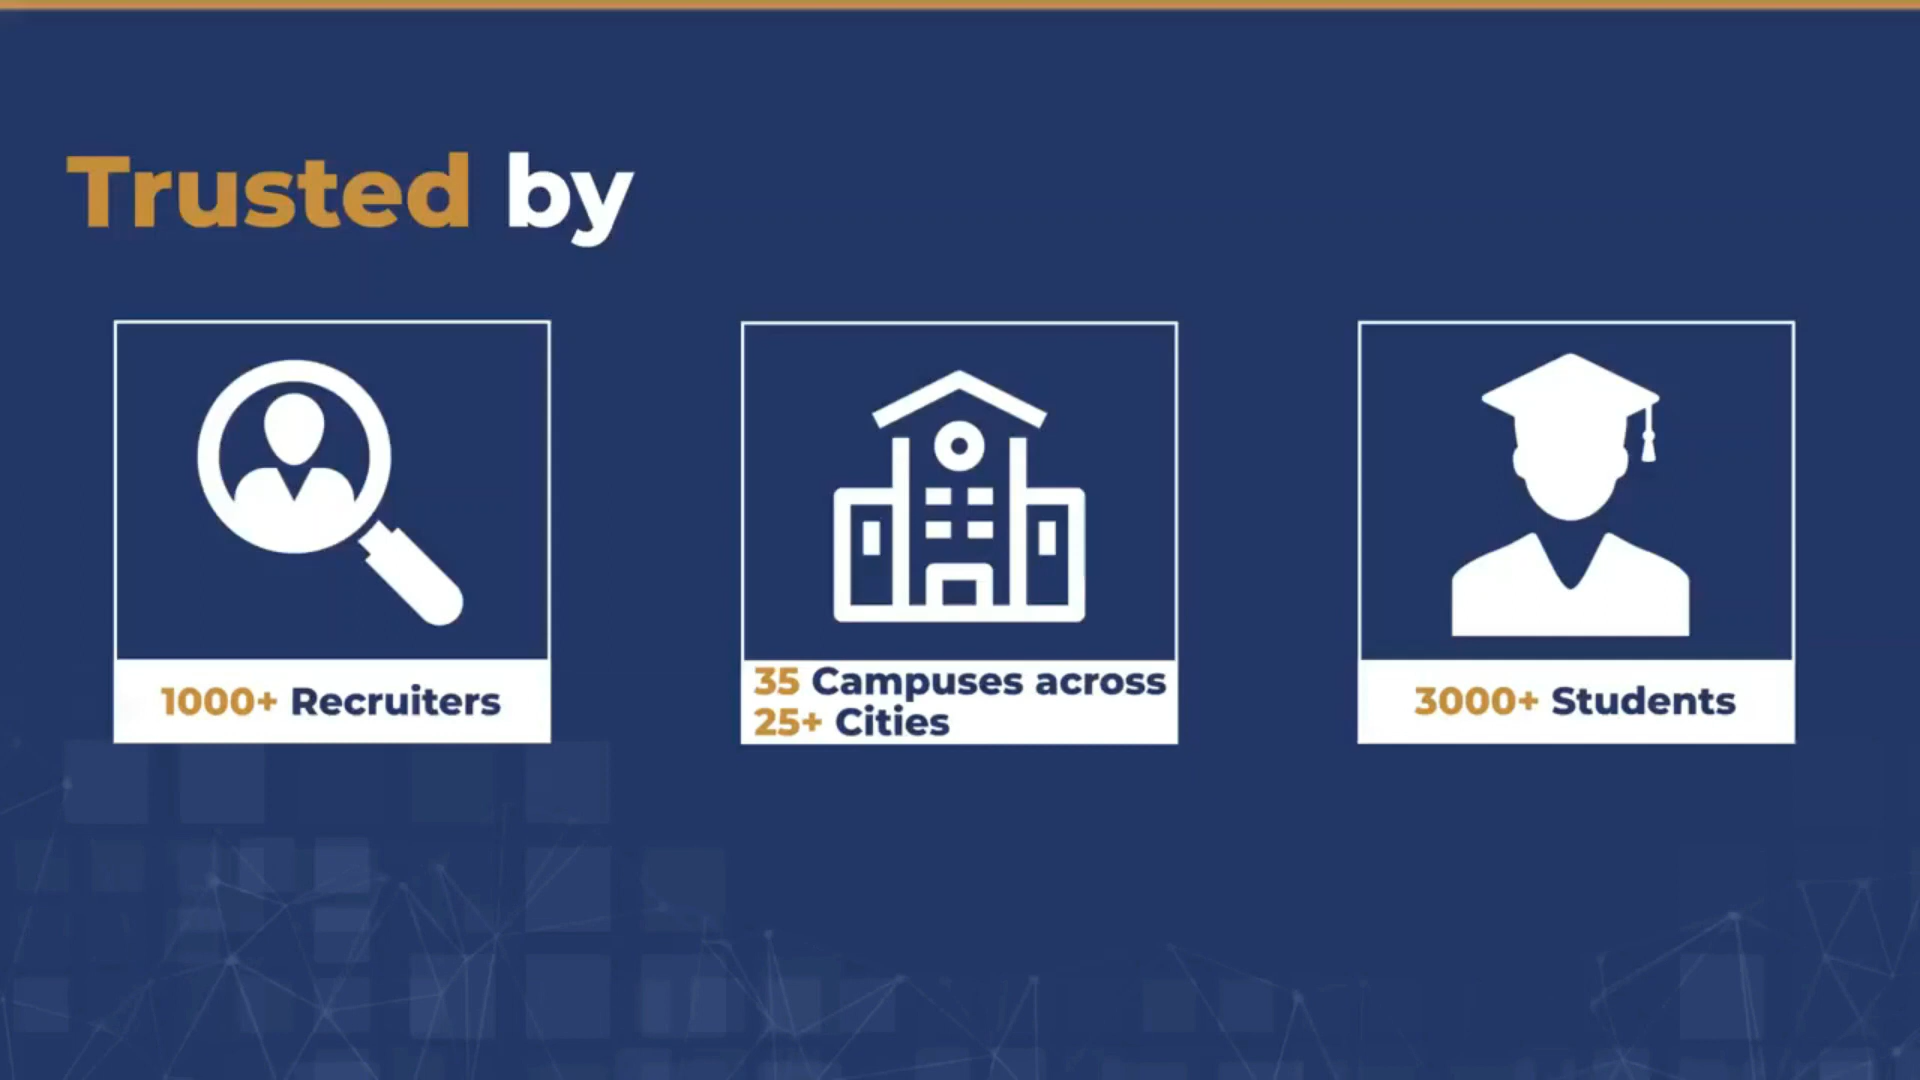 Trusted by
1000+ Recruiters
35 Campuses across
25+ Cities
3000+ Students